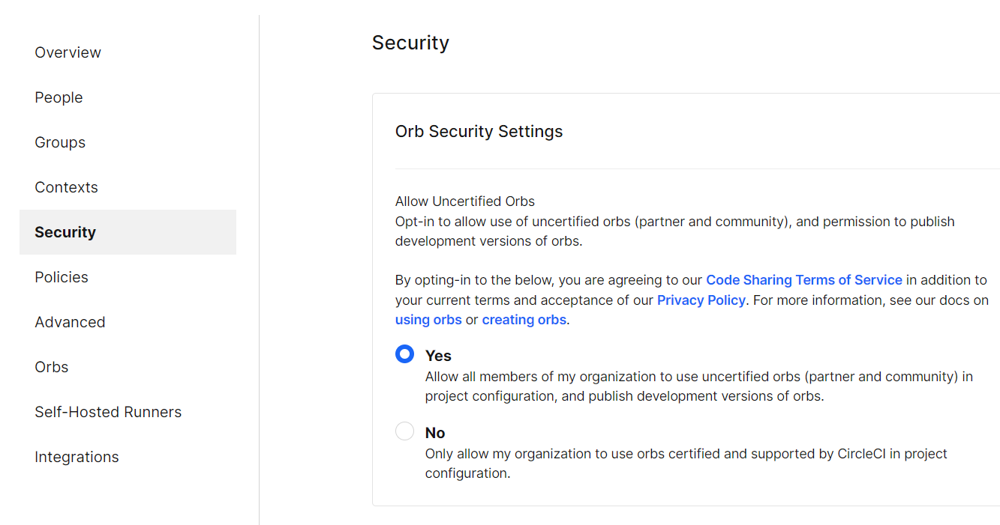 Overview
People
Groups
Contexts
Security
Policies
Advanced
Orbs
Self-Hosted Runners
Integrations
Security
Orb Security Settings
Allow Uncertified Orbs
Opt-in to allow use of uncertified orbs (partner and community), and permission to publish
development versions of orbs.
By opting-in to the below, you are agreeing to our Code Sharing Terms of Service in addition to
your current terms and acceptance of our Privacy Policy. For more information, see our docs on
using orbs or creating orbs.
Yes
Allow all members of my organization to use uncertified orbs (partner and community) in
project configuration, and publish development versions of orbs.
No
Only allow my organization to use orbs certified and supported by CircleCI in project
configuration.